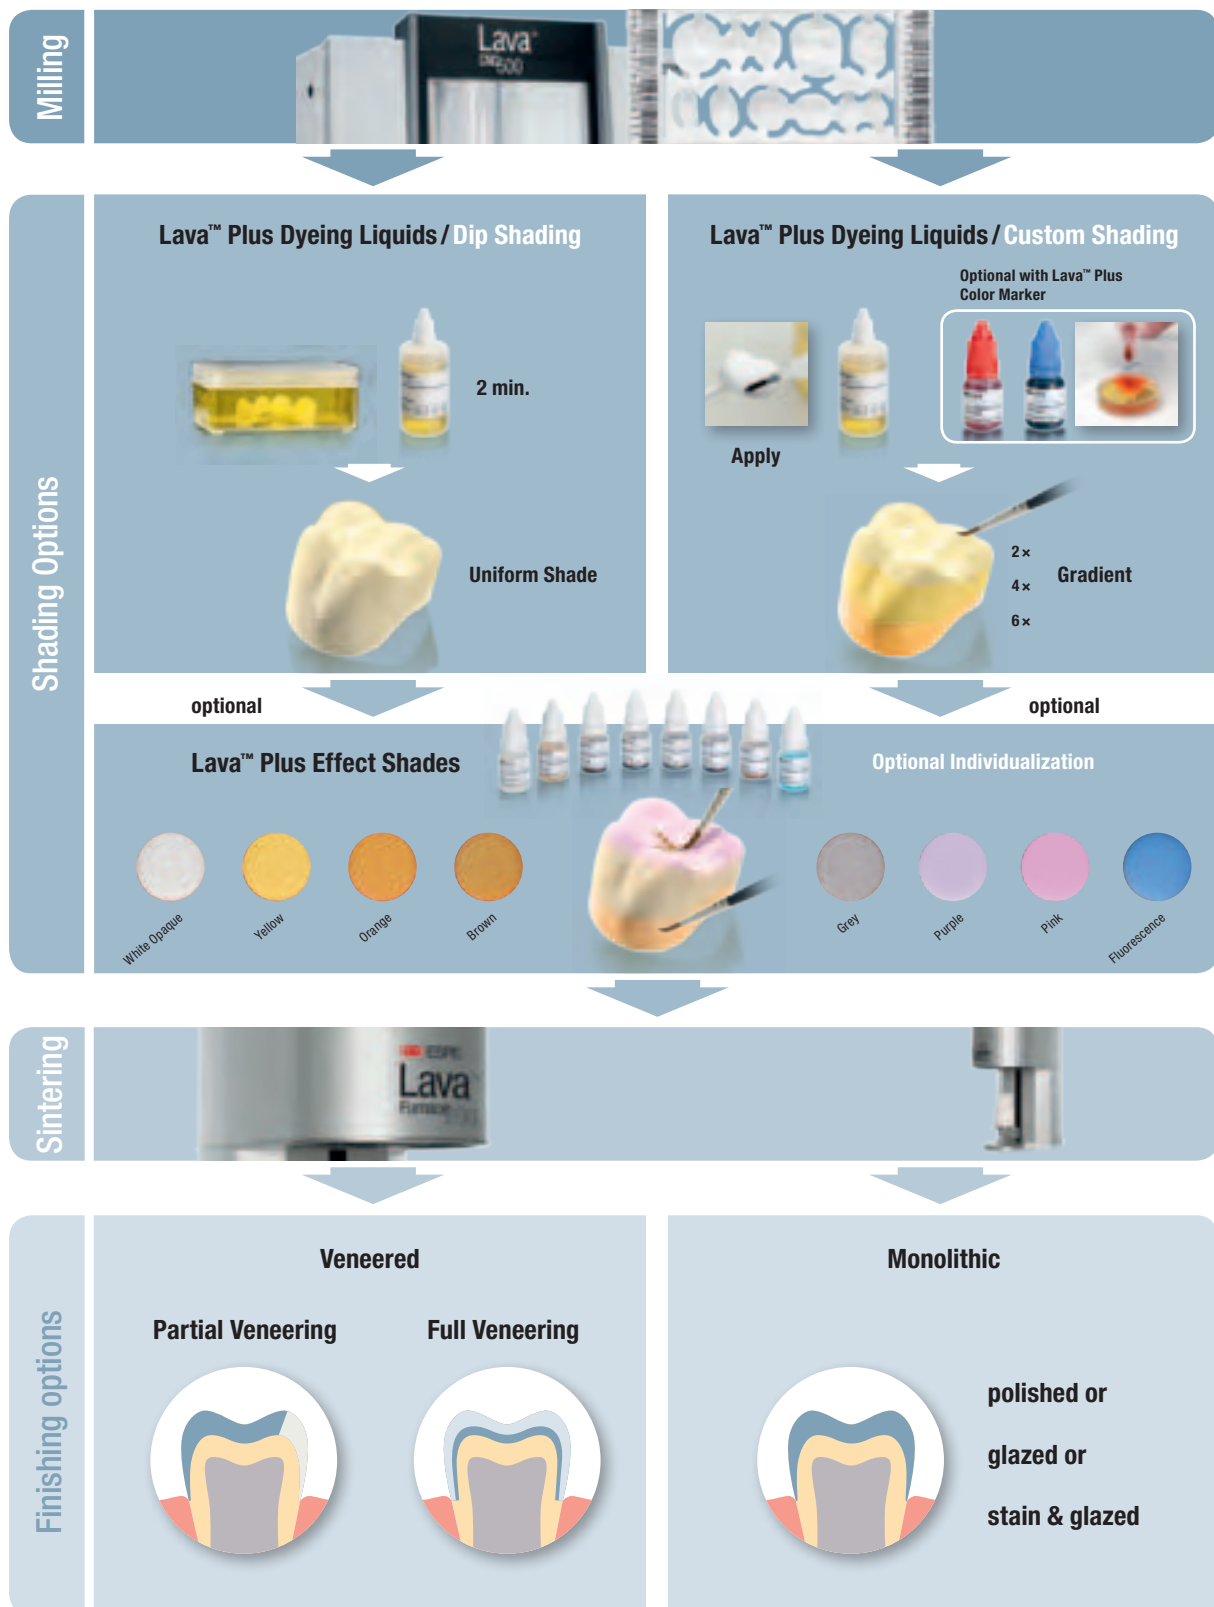 Milling
Lava™
CNC 500
Shading Options
Lava™ Plus Dyeing Liquids / Dip Shading
2 min.
Uniform Shade
Lava™ Plus Dyeing Liquids / Custom Shading
Optional with Lava™ Plus
Color Marker
Apply
2×
4×
6×
Gradient
optional
optional
Lava™ Plus Effect Shades
Optional Individualization
White Opaque
Yellow
Orange
Brown
Grey
Purple
Pink
Fluorescence
Sintering
ESPE
Lava
Furnace
Finishing options
Veneered
Partial Veneering
Full Veneering
Monolithic
polished or
glazed or
stain & glazed